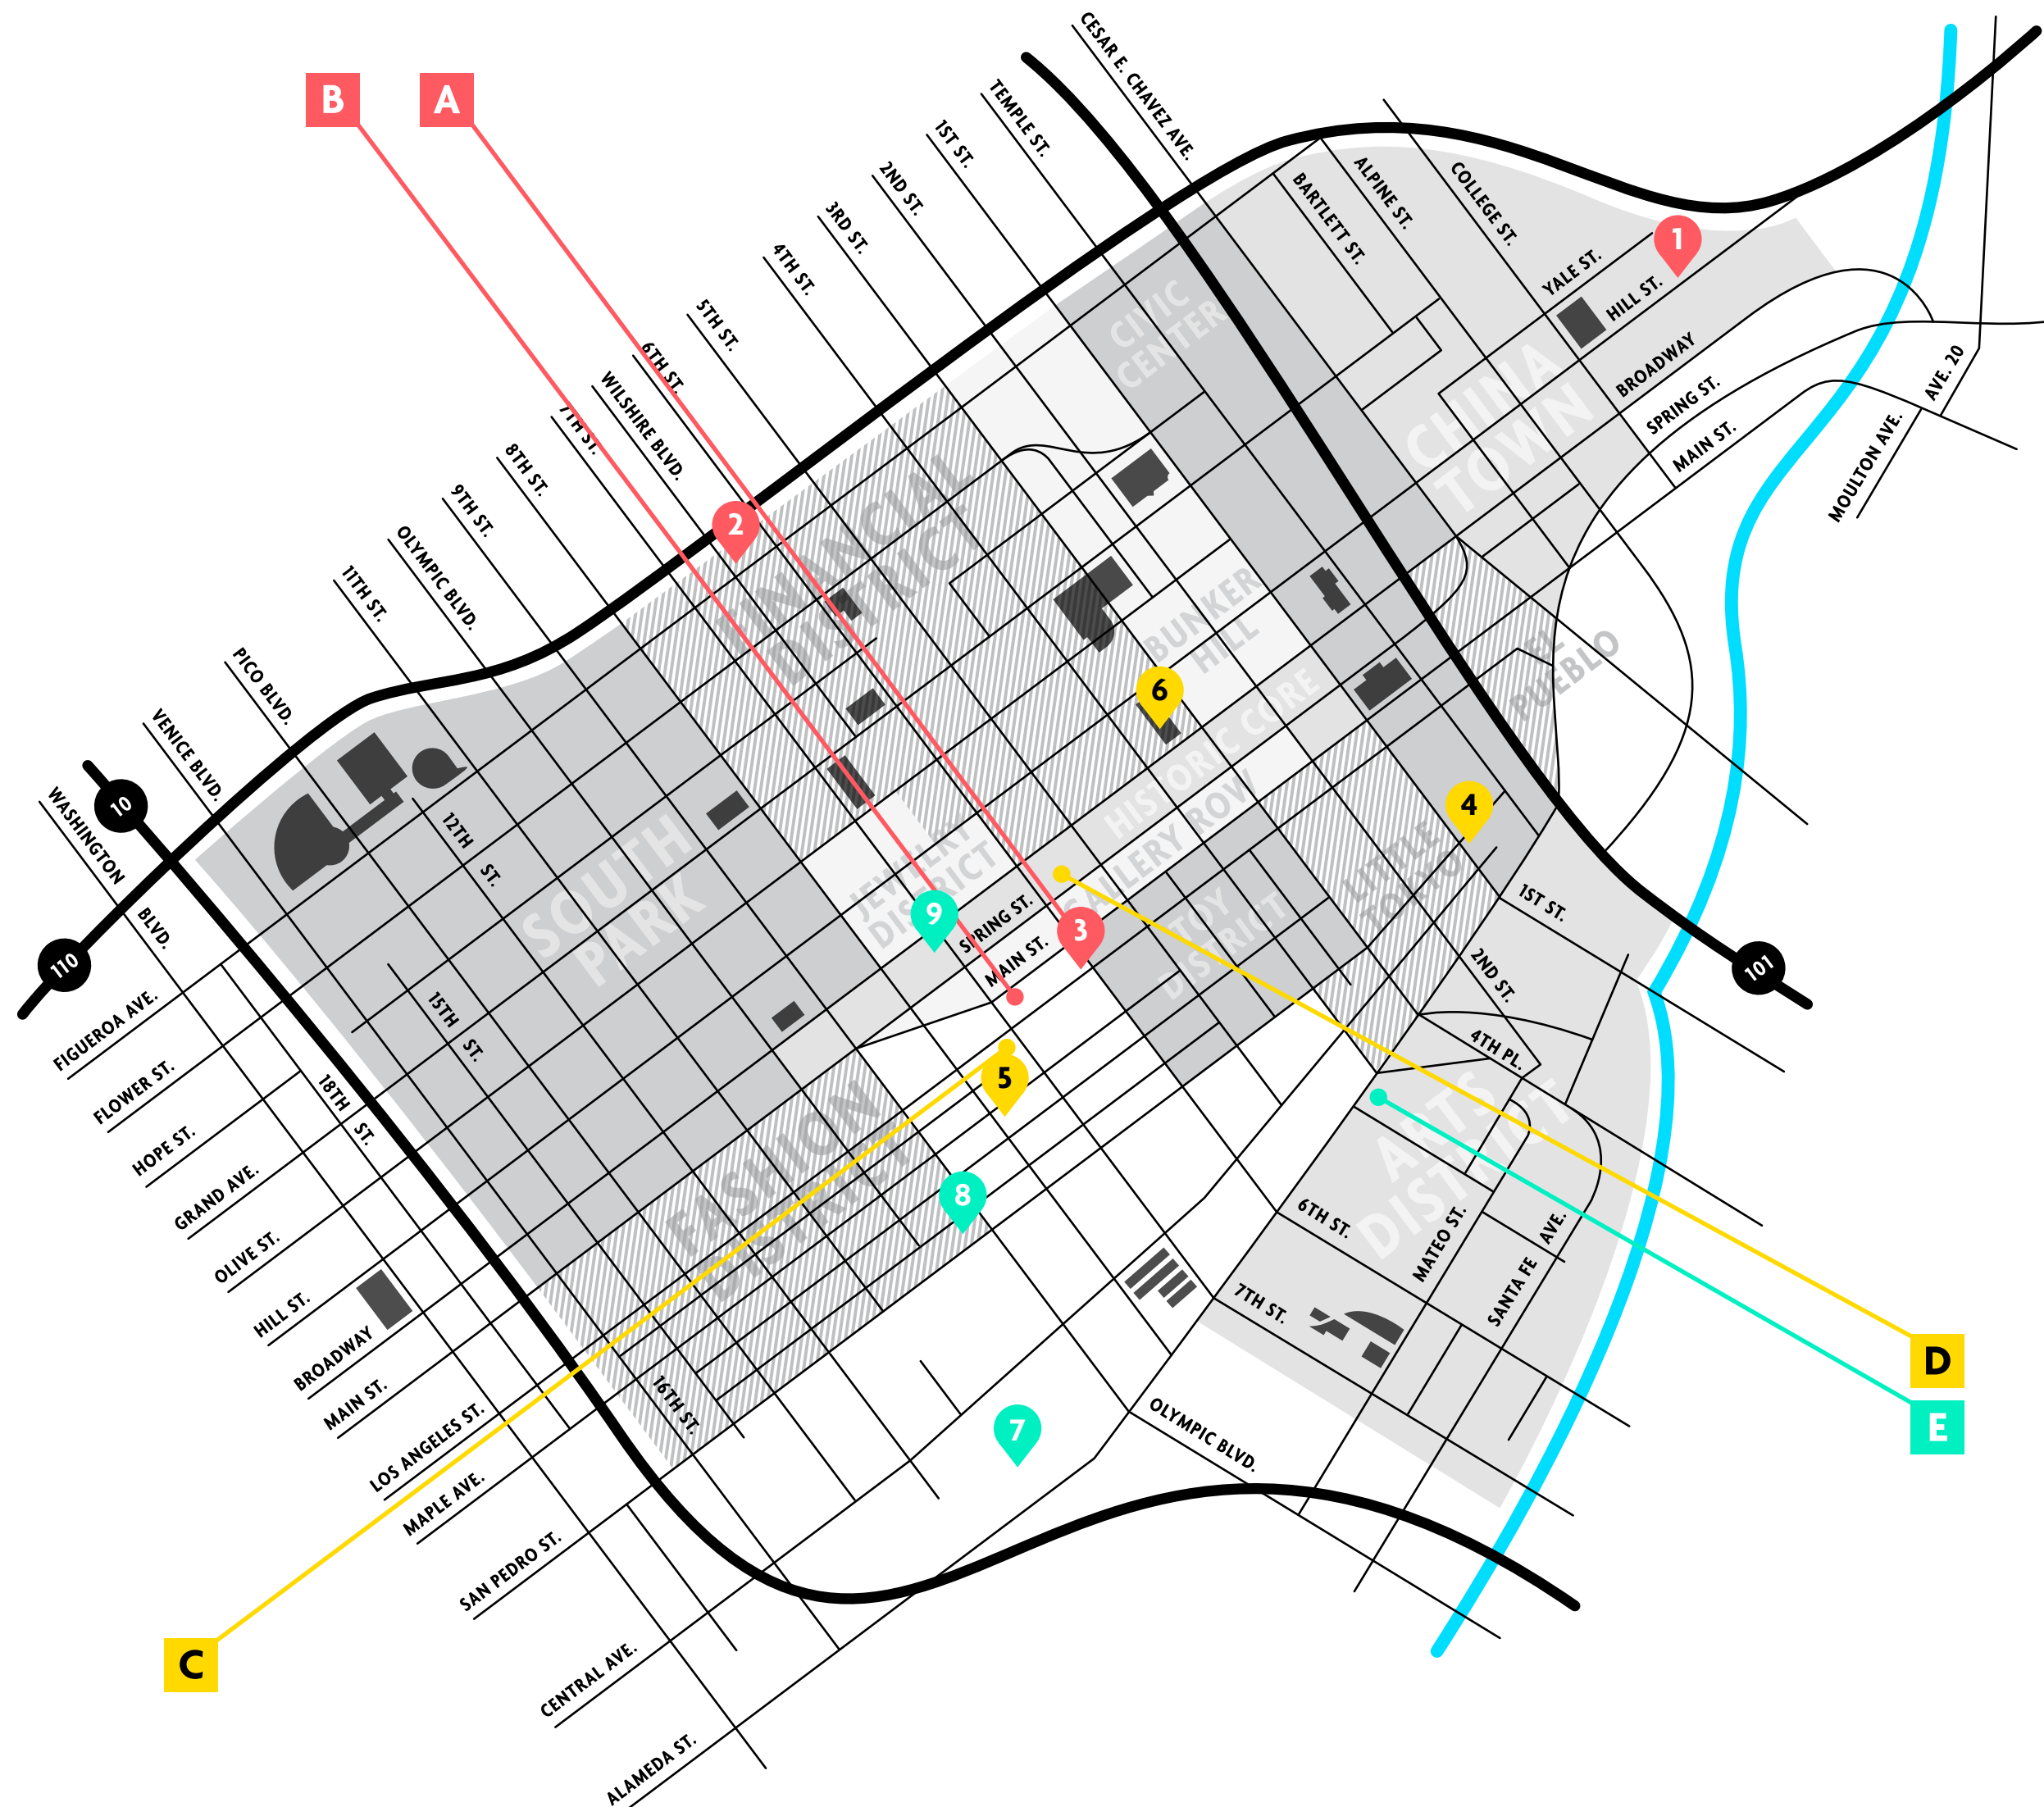 B
A
CESAR E. CHAVEZ AVE.
TEMPLE ST.
1ST ST.
2ND ST.
3RD ST.
4TH ST.
5TH ST.
6TH ST.
WILSHIRE BLVD.
7TH ST.
8TH ST.
9TH ST.
OLYMPIC BLVD.
11TH ST.
PICO BLVD.
VENICE BLVD.
WASHINGTON
BLVD.
BARTLETT ST.
ALPINE ST.
COLLEGE ST.
YALE ST.
HILL ST.
BROADWAY
SPRING ST.
MAIN ST.
AVE. 20
MOULTON AVE.
1
CIVIC
CENTER
CHINA
TOWN
2
FINANCIAL
DISTRICT
BUNKER
HILL
EL
PUEBLO
6
HISTORIC CORE
GALLERY ROW
4
LITTLE
TOKYO
10
110
101
12TH
ST.
SOUTH
PARK
JEWELRY
DISTRICT
9
SPRING ST.
MAIN ST.
3
TOY
DISTRICT
1ST ST.
2ND ST.
4TH PL.
15TH
ST.
18TH
ST.
5
FASHION
DISTRICT
8
ARTS
DISTRICT
6TH ST.
7TH ST.
MATEO ST.
SANTA FE
AVE.
FIGUEROA AVE.
FLOWER ST.
HOPE ST.
GRAND AVE.
OLIVE ST.
HILL ST.
BROADWAY
MAIN ST.
LOS ANGELES ST.
MAPLE AVE.
SAN PEDRO ST.
CENTRAL AVE.
ALAMEDA ST.
16TH ST.
7
OLYMPIC BLVD.
D
E
C